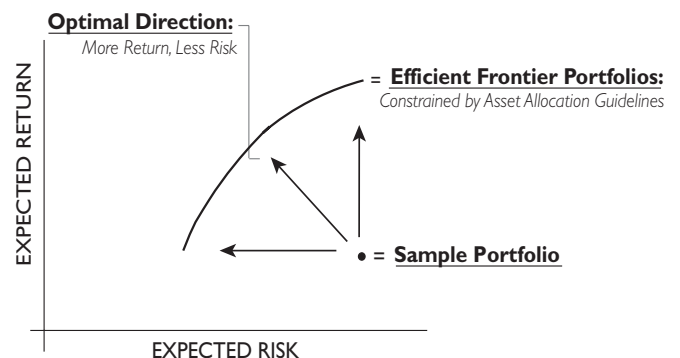 Optimal Direction:
More Return, Less Risk
= Efficient Frontier Portfolios:
Constrained by Asset Allocation Guidelines
EXPECTED RETURN
= Sample Portfolio
EXPECTED RISK